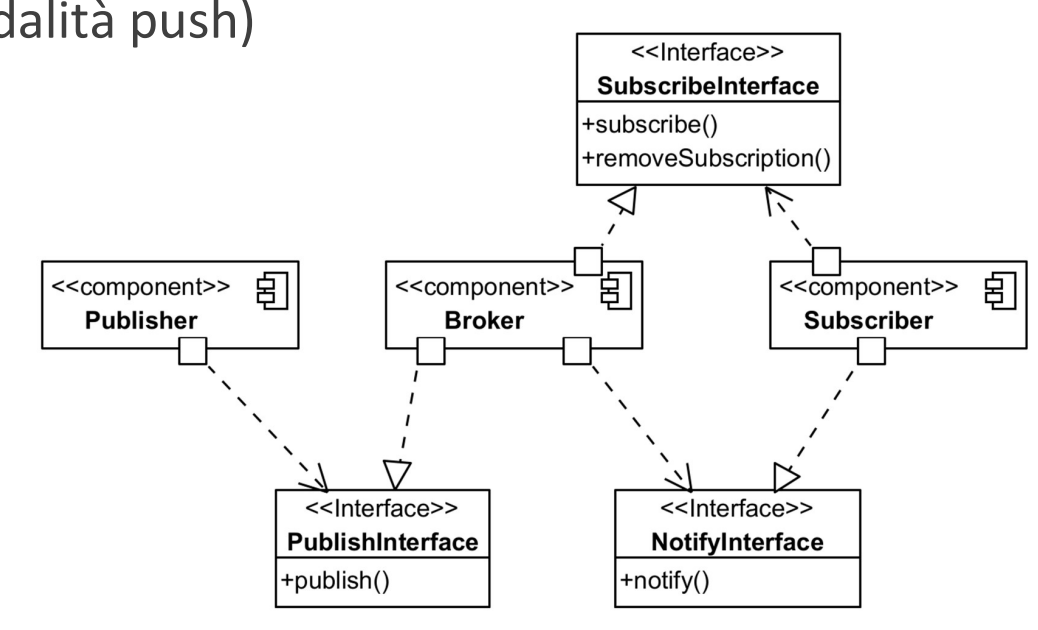 dalità push)
<<Interface>>
SubscribeInterface
+subscribe()
+removeSubscription()
<<component>>
Publisher
<<component>>
Broker
<<component>>
Subscriber
<<Interface>>
PublishInterface
+publish()
<<Interface>>
NotifyInterface
+notify()